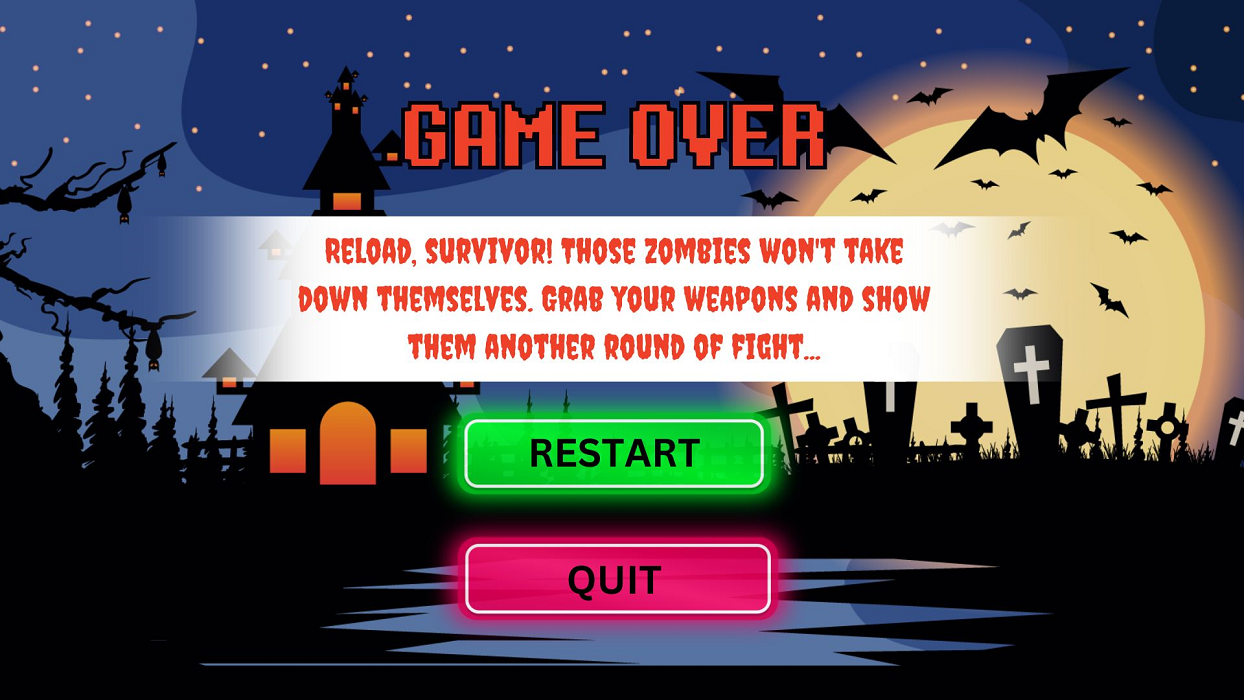 GAME OVER
RELOAD, SURVIVOR! THOSE ZOMBIES WON'T TAKE
DOWN THEMSELVES. GRAB YOUR WEAPONS AND SHOW
THEM ANOTHER ROUND OF FIGHT...
RESTART
QUIT